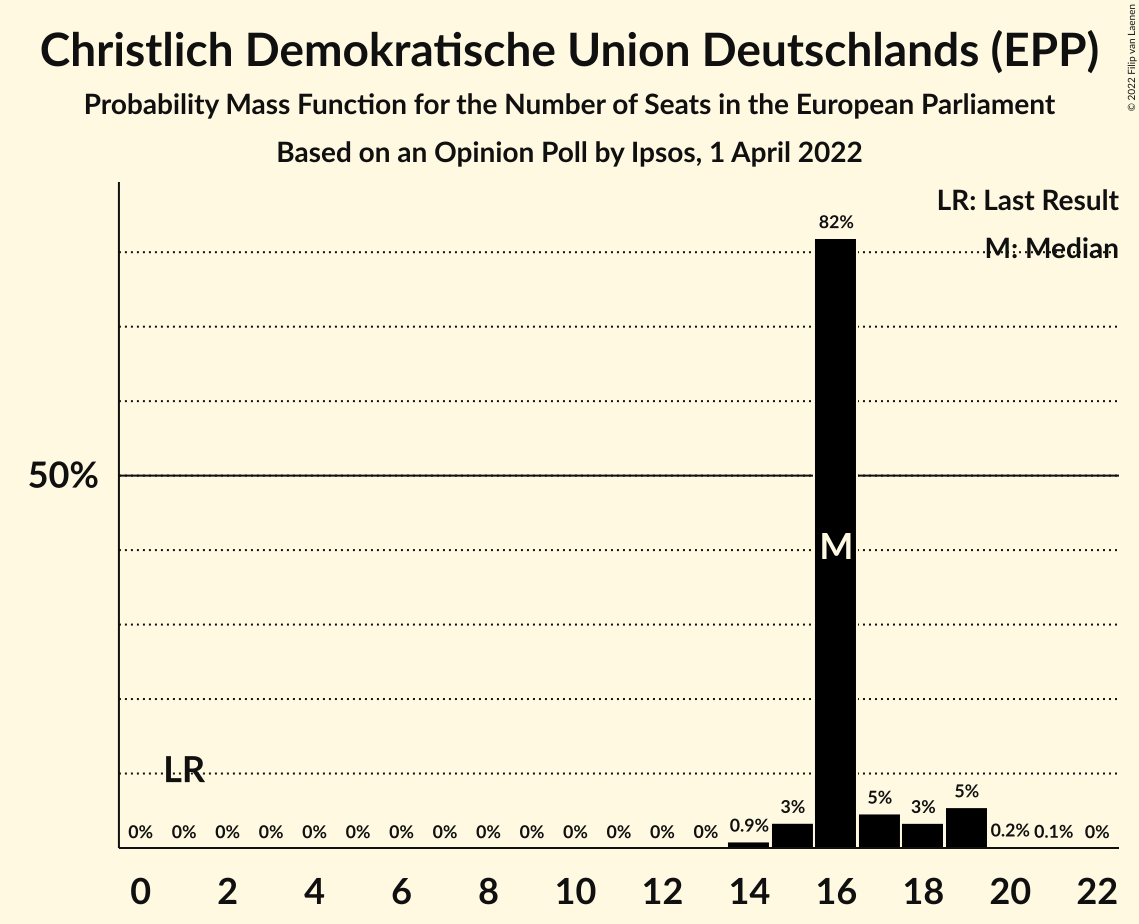 Christlich Demokratische Union Deutschlands (EPP)
Probability Mass Function for the Number of Seats in the European Parliament
Based on an Opinion Poll by Ipsos, 1 April 2022
© 2022 Filip van Laenen
LR: Last Result
M: Median
82%
50%
M
LR
0% 0% 0% 0% 0% 0% 0% 0% 0% 0% 0% 0% 0% 0% 0.9% 3% 5% 3% 5% 0.2% 0.1% 0%
0 2 4 6 8 10 12 14 16 18 20 22